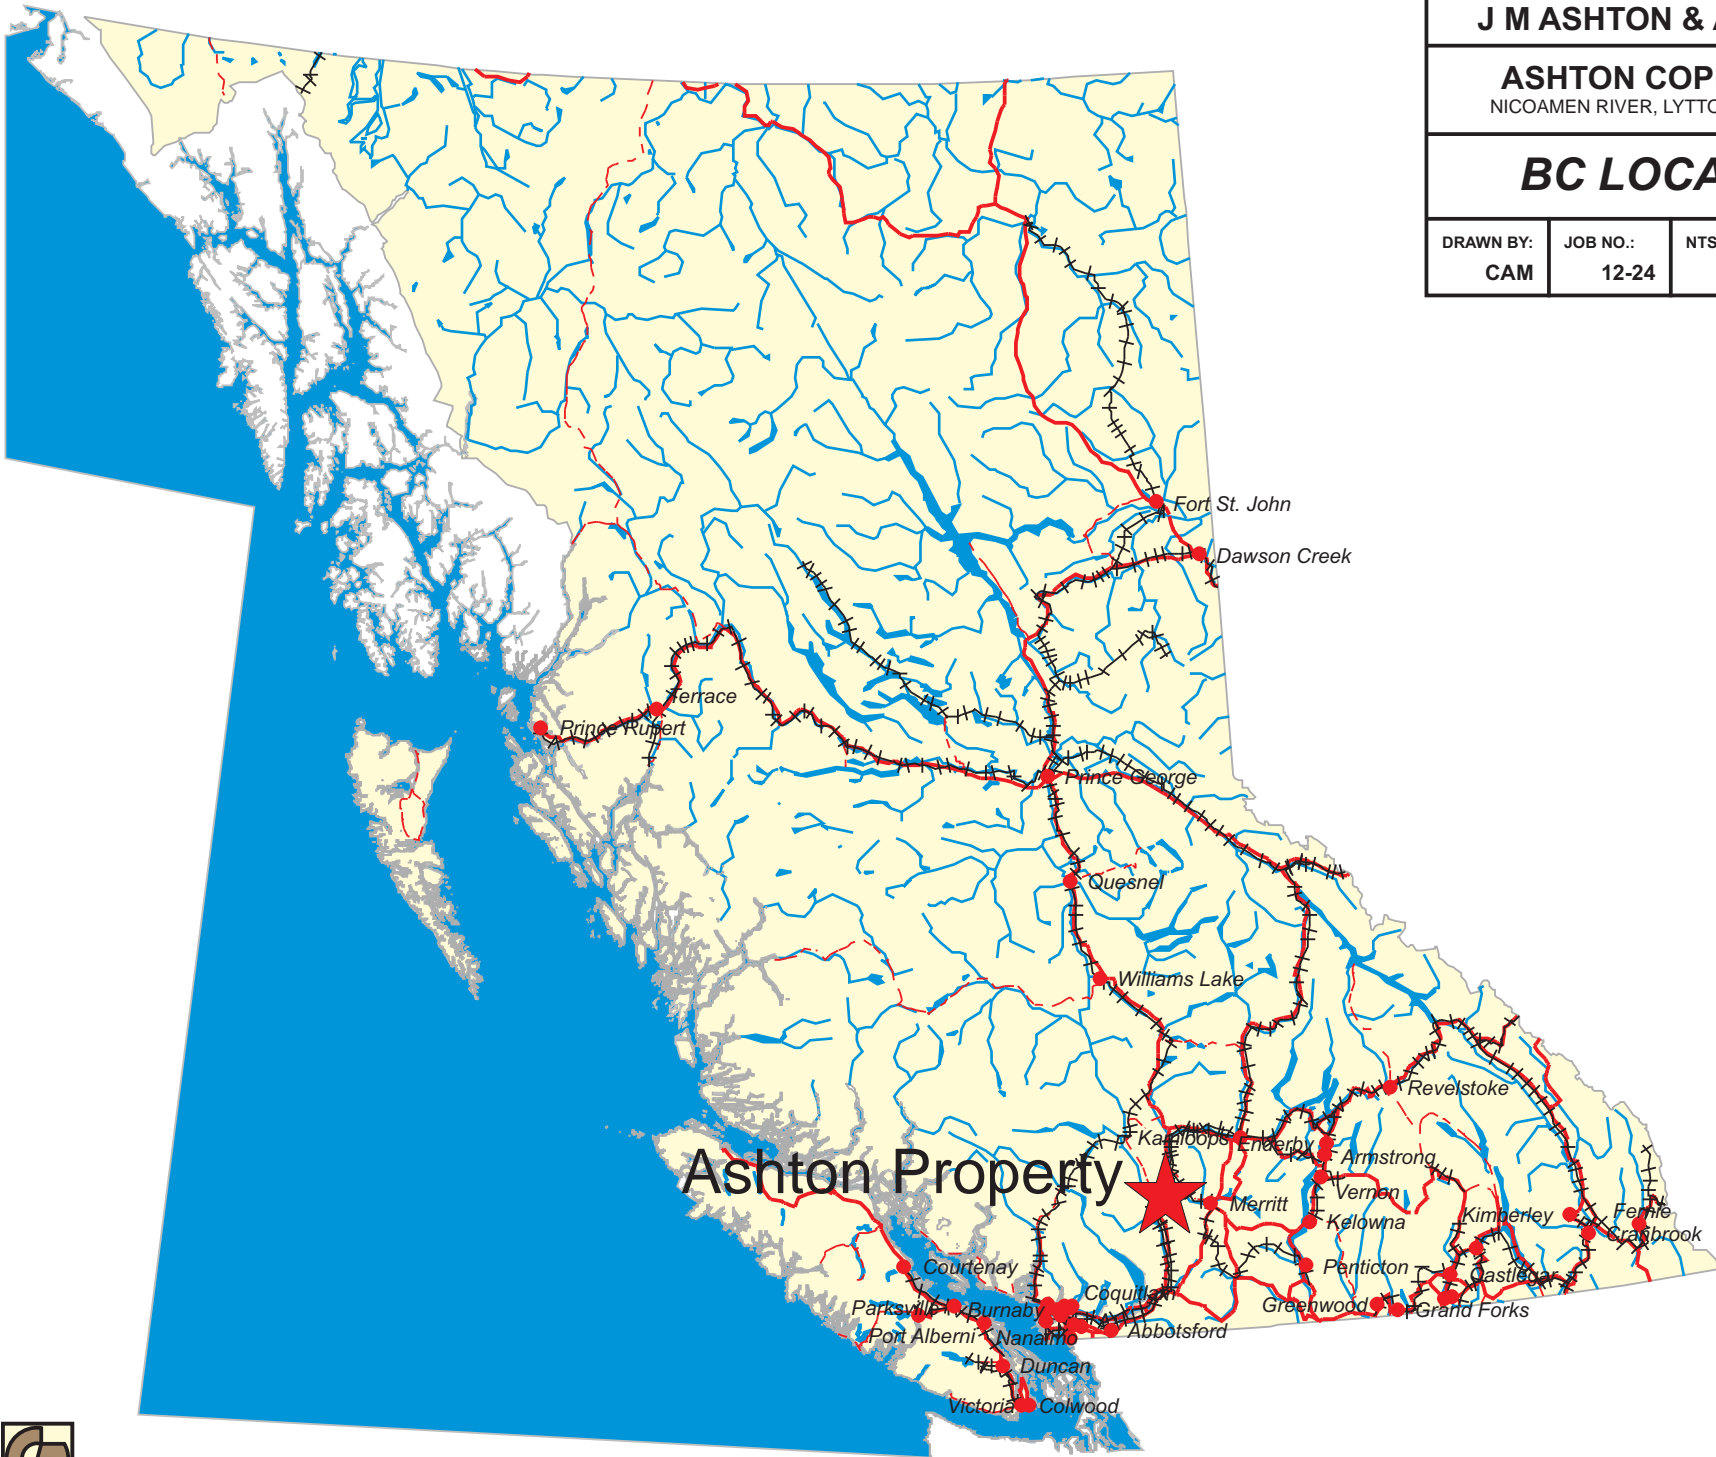 J M ASHTON & A
ASHTON COP
NICOAMEN RIVER, LYTTO
BC LOCA
DRAWN BY:
CAM
JOB NO.:
12-24
NTS
Fort St. John
Dawson Creek
Terrace
Prince Rupert
Prince George
Quesnel
Williams Lake
Revelstoke
Kamloops
Enderby
Armstrong
Ashton Property
Vernon
Merritt
Kelowna
Kimberley
Fernie
Cranbrook
Courtenay
Penticton
Castlegar
Coquitlam
Parksville
Burnaby
Greenwood
Grand Forks
Port Alberni
Nanaimo
Abbotsford
Duncan
Victoria
Colwood